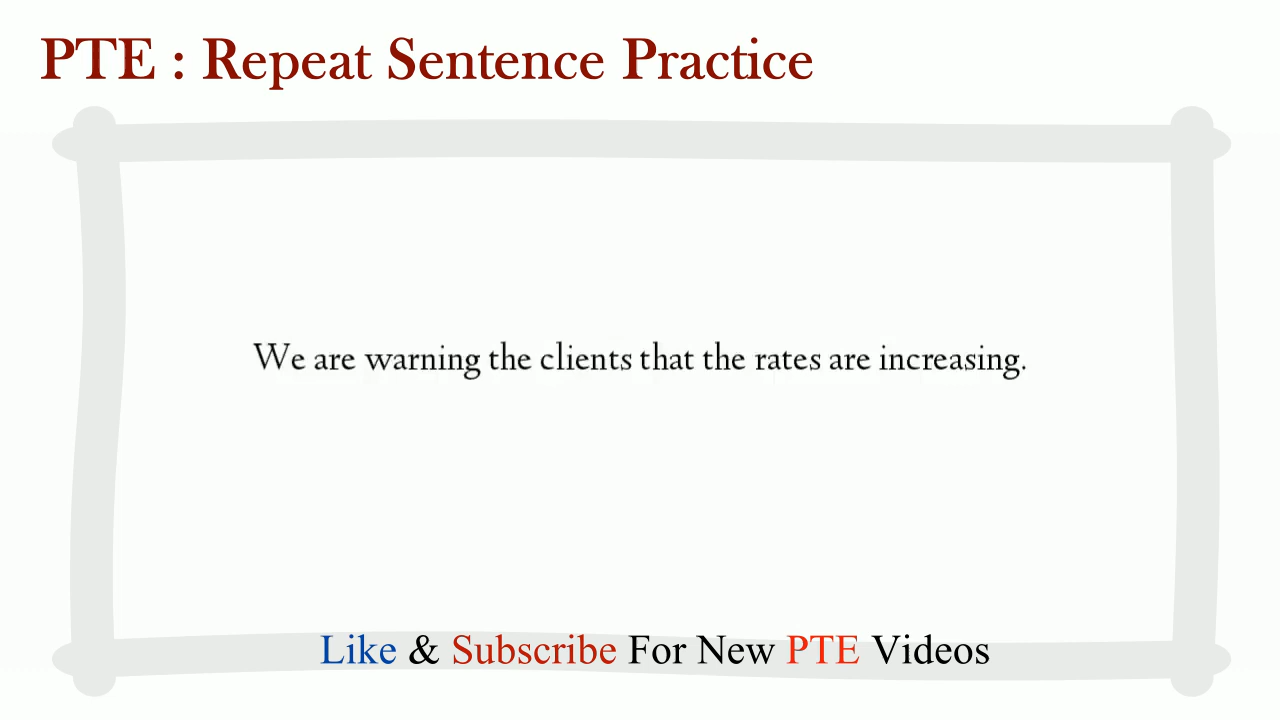 PTE : Repeat Sentence Practice
We are warning the clients that the rates are increasing.
Like & Subscribe For New PTE Videos